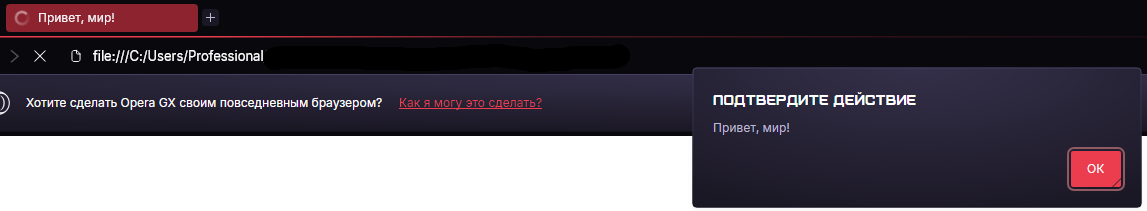 Привет, мир!
file:///C:/Users/Professional
Хотите сделать Opera GX своим повседневным браузером? Как я могу это сделать?
ПОДТВЕРДИТЕ ДЕЙСТВИЕ
Привет, мир!
ОК